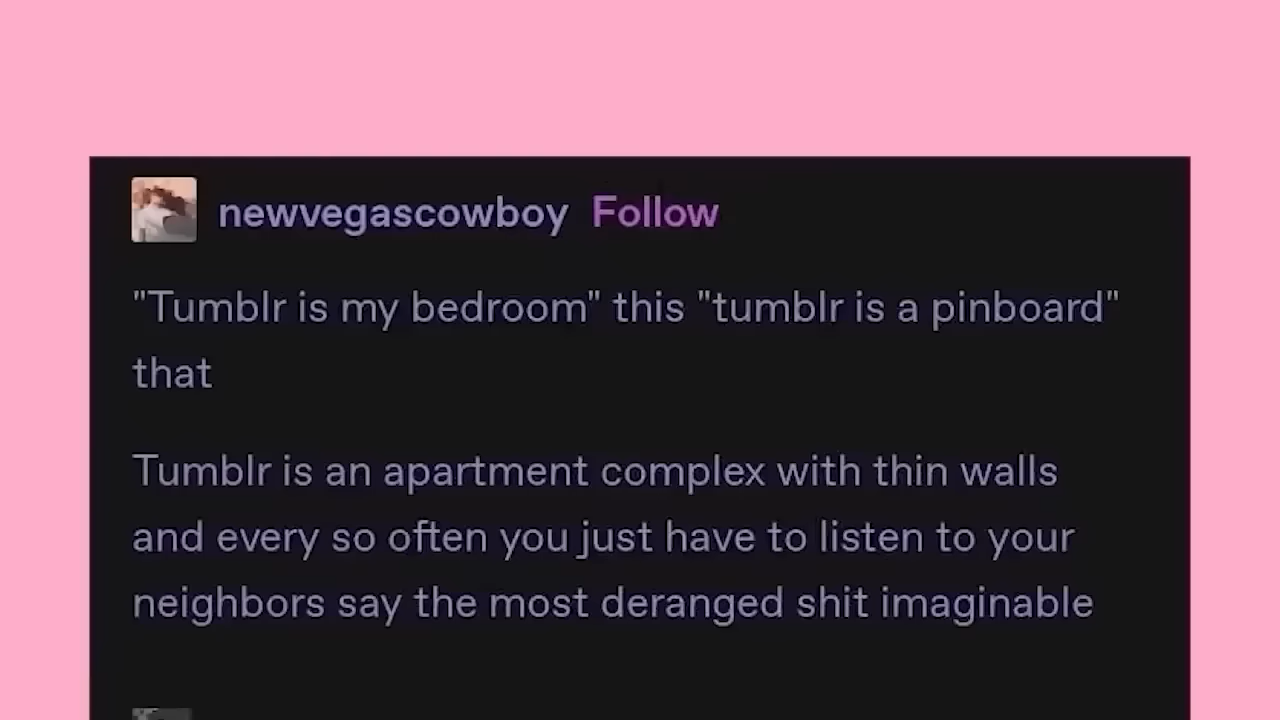 newvegascowboy Follow
"Tumblr is my bedroom" this "tumblr is a pinboard"
that
Tumblr is an apartment complex with thin walls
and every so often you just have to listen to your
neighbors say the most deranged shit imaginable